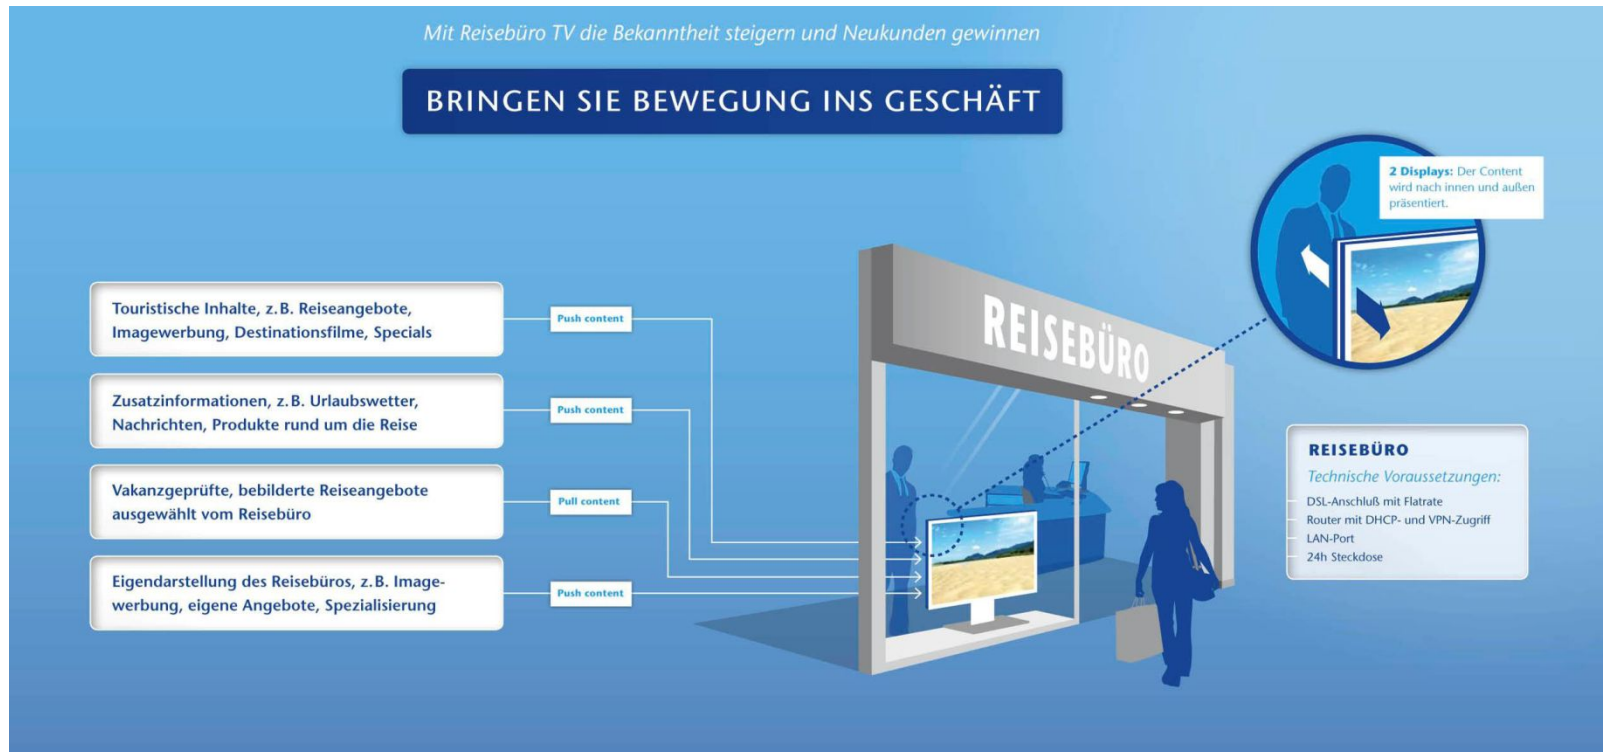 Mit Reisebüro TV die Bekanntheit steigern und Neukunden gewinnen
BRINGEN SIE BEWEGUNG INS GESCHÄFT
2 Displays: Der Content
wird nach innen und außen
präsentiert.
Touristische Inhalte, z.B. Reiseangebote,
Imagewerbung, Destinationsfilme, Specials
Push content
Zusatzinformationen, z.B. Urlaubswetter,
Nachrichten, Produkte rund um die Reise
Push content
Vakanzgeprüfte, bebilderte Reiseangebote
ausgewählt vom Reisebüro
Pull content
Eigendarstellung des Reisebüros, z.B. Image-
werbung, eigene Angebote, Spezialisierung
Push content
REISEBÜRO
REISEBÜRO
Technische Voraussetzungen:
DSL-Anschluß mit Flatrate
Router mit DHCP- und VPN-Zugriff
LAN-Port
24h Steckdose